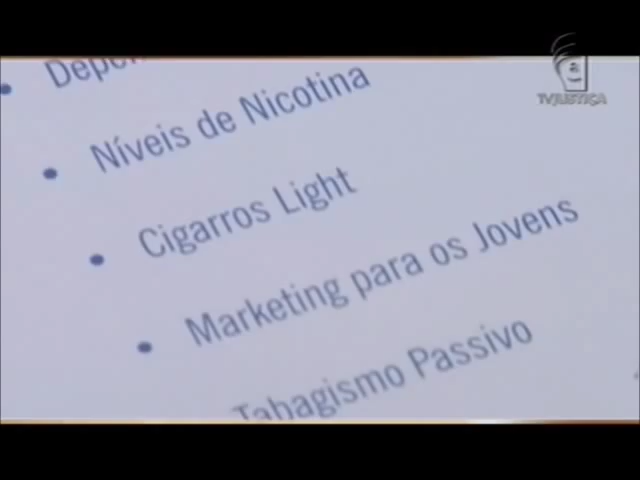 Níveis de Nicotina
Cigarros Light
Marketing para os Jovens
Tabagismo Passivo
TV JUSTIÇA